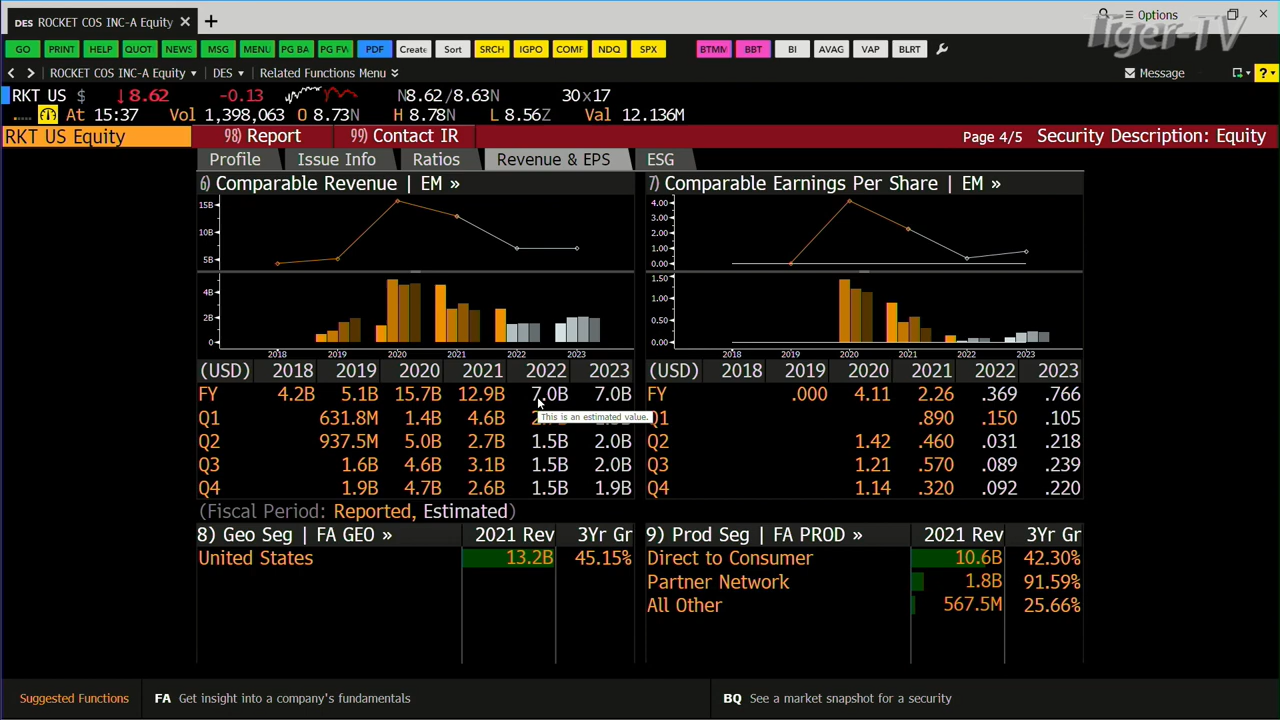 DES ROCKET COS INC-A Equity × +
Options
Tiger-TV
GO PRINT HELP QUOT NEWS MSG MENU PG BA PG FW PDF Create Sort SRCH IGPO COMF NDQ SPX BTMM BBT BI AVAG VAP BLRT
ROCKET COS INC-A Equity DES Related Functions Menu Message ?
RKT US $ ↓8.62 -0.13 N8.62/8.63N 30×17
At 15:37 Vol 1,398,063 O 8.73N H 8.78N L 8.56Z Val 12.136M
RKT US Equity 98) Report 99) Contact IR Page 4/5 Security Description: Equity
Profile Issue Info Ratios Revenue & EPS ESG
6) Comparable Revenue | EM » 7) Comparable Earnings Per Share | EM »
15B 4.00
3.00
10B 2.00
1.00
5B 0.00
1.50
4B 1.00
2B 0.50
0 0.00
2018 2019 2020 2021 2022 2023 2018 2019 2020 2021 2022 2023
(USD) 2018 2019 2020 2021 2022 2023 (USD) 2018 2019 2020 2021 2022 2023
FY 4.2B 5.1B 15.7B 12.9B 7.0B 7.0B FY .000 4.11 2.26 .369 .766
This is an estimated value.
Q1 631.8M 1.4B 4.6B Q1 .890 .150 .105
Q2 937.5M 5.0B 2.7B 1.5B 2.0B Q2 1.42 .460 .031 .218
Q3 1.6B 4.6B 3.1B 1.5B 2.0B Q3 1.21 .570 .089 .239
Q4 1.9B 4.7B 2.6B 1.5B 1.9B Q4 1.14 .320 .092 .220
(Fiscal Period: Reported, Estimated)
8) Geo Seg | FA GEO » 2021 Rev 3Yr Gr 9) Prod Seg | FA PROD » 2021 Rev 3Yr Gr
United States 13.2B 45.15% Direct to Consumer 10.6B 42.30%
Partner Network 1.8B 91.59%
All Other 567.5M 25.66%
Suggested Functions FA Get insight into a company's fundamentals BQ See a market snapshot for a security